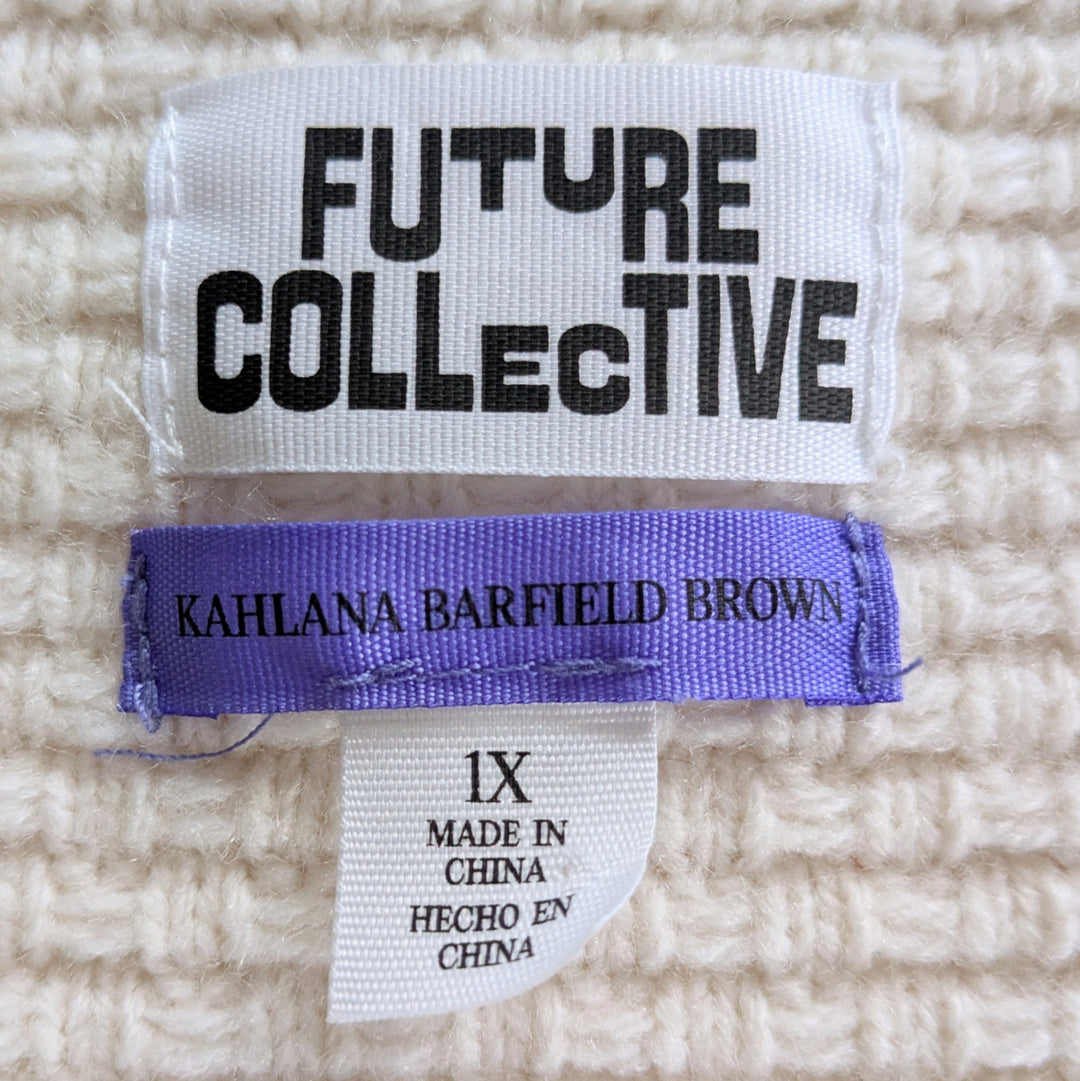 FUTURE
COLLECTIVE
KAHLANA BARFIELD BROWN
1X
MADE IN
CHINA
HECHO EN
CHINA